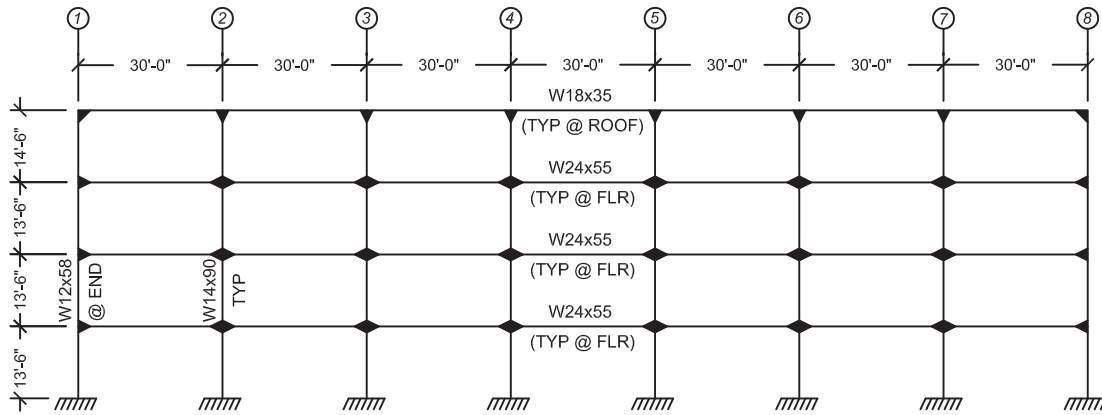 1 2 3 4 5 6 7 8
30'-0" 30'-0" 30'-0" 30'-0" 30'-0" 30'-0" 30'-0"
W18x35
(TYP @ ROOF)
14'-6"
W24x55
(TYP @ FLR)
13'-6"
W24x55
(TYP @ FLR)
13'-6"
W12x58
@ END
W14x90
TYP
W24x55
(TYP @ FLR)
13'-6"